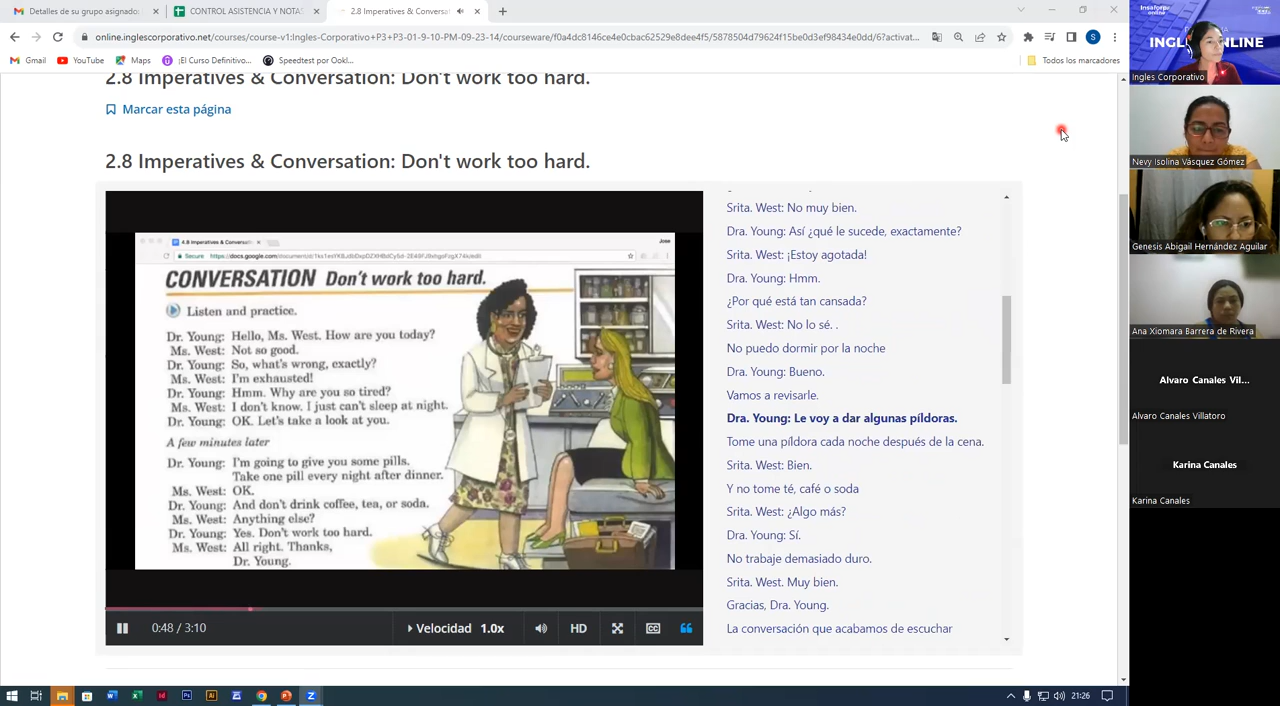 Detalles de su grupo asignado
CONTROL ASISTENCIA Y NOTAS
2.8 Imperatives & Conversat
online.inglescorporativo.net/courses/course-v1:Ingles-Corporativo+P3+P3-01-9-10-PM-05-23-14/courseware/f0a4dc8146ce4e0cbac62529e8dee4f5/5878504d79624f15be0d3ef98434e0dd/6?activat...
S
Gmail
YouTube
Maps
¡El Curso Definitivo...
Speedtest por Ookl...
Todos los marcadores
2.8 Imperatives & Conversation: Don't work too hard.
Marcar esta página
2.8 Imperatives & Conversation: Don't work too hard.
4.8 Imperatives & Conversati
Jose
Secure
CONVERSATION Don't work too hard.
Listen and practice.
Dr. Young: Hello, Ms. West. How are you today?
Ms. West: Not so good.
Dr. Young: So, what's wrong, exactly?
Ms. West: I'm exhausted!
Dr. Young: Hmm. Why are you so tired?
Ms. West: I don't know. I just can't sleep at night.
Dr. Young: OK. Let's take a look at you.
A few minutes later
Dr. Young: I'm going to give you some pills.
Take one pill every night after dinner.
Ms. West: OK.
Dr. Young: And don't drink coffee, tea, or soda.
Ms. West: Anything else?
Dr. Young: Yes. Don't work too hard.
Ms. West: All right. Thanks,
Dr. Young.
0:48 / 3:10
Velocidad 1.0x
HD
CC
Srita. West: No muy bien.
Dra. Young: Así ¿qué le sucede, exactamente?
Srita. West: ¡Estoy agotada!
Dra. Young: Hmm.
¿Por qué está tan cansada?
Srita. West: No lo sé. .
No puedo dormir por la noche
Dra. Young: Bueno.
Vamos a revisarle.
Dra. Young: Le voy a dar algunas píldoras.
Tome una píldora cada noche después de la cena.
Srita. West: Bien.
Y no tome té, café o soda
Srita. West: ¿Algo más?
Dra. Young: Sí.
No trabaje demasiado duro.
Srita. West. Muy bien.
Gracias, Dra. Young.
La conversación que acabamos de escuchar
Ingles Corporativo
Nevy Isolina Vásquez Gómez
Genesis Abigail Hernández Aguilar
Ana Xiomara Barrera de Rivera
Alvaro Canales Vil...
Alvaro Canales Villatoro
Karina Canales
Karina Canales
21:26